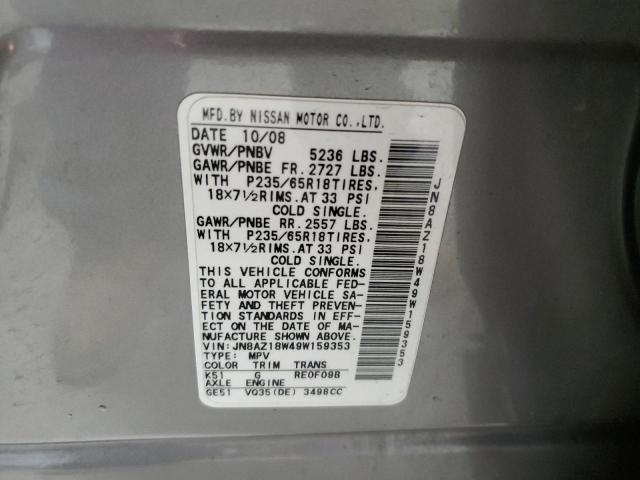 MFD.BY NISSAN MOTOR CO.,LTD.
DATE 10/08
GVWR/PNBV 5236 LBS.
GAWR/PNBE FR. 2727 LBS.
WITH P235/65R18TIRES,
18×7½RIMS.AT 33 PSI
COLD SINGLE.
GAWR/PNBE RR. 2557 LBS.
WITH P235/65R18TIRES,
18×7½RIMS.AT 33 PSI
COLD SINGLE.
THIS VEHICLE CONFORMS
TO ALL APPLICABLE FED-
ERAL MOTOR VEHICLE SA-
FETY AND THEFT PREVEN-
TION STANDARDS IN EFF-
ECT ON THE DATE OF MA-
NUFACTURE SHOWN ABOVE.
VIN:JN8AZ18W49W159353
TYPE: MPV
COLOR TRIM TRANS
K51 G RE0F09B
AXLE ENGINE
GE51 VQ35(DE) 3498CC
JN8AZ18W49W159353